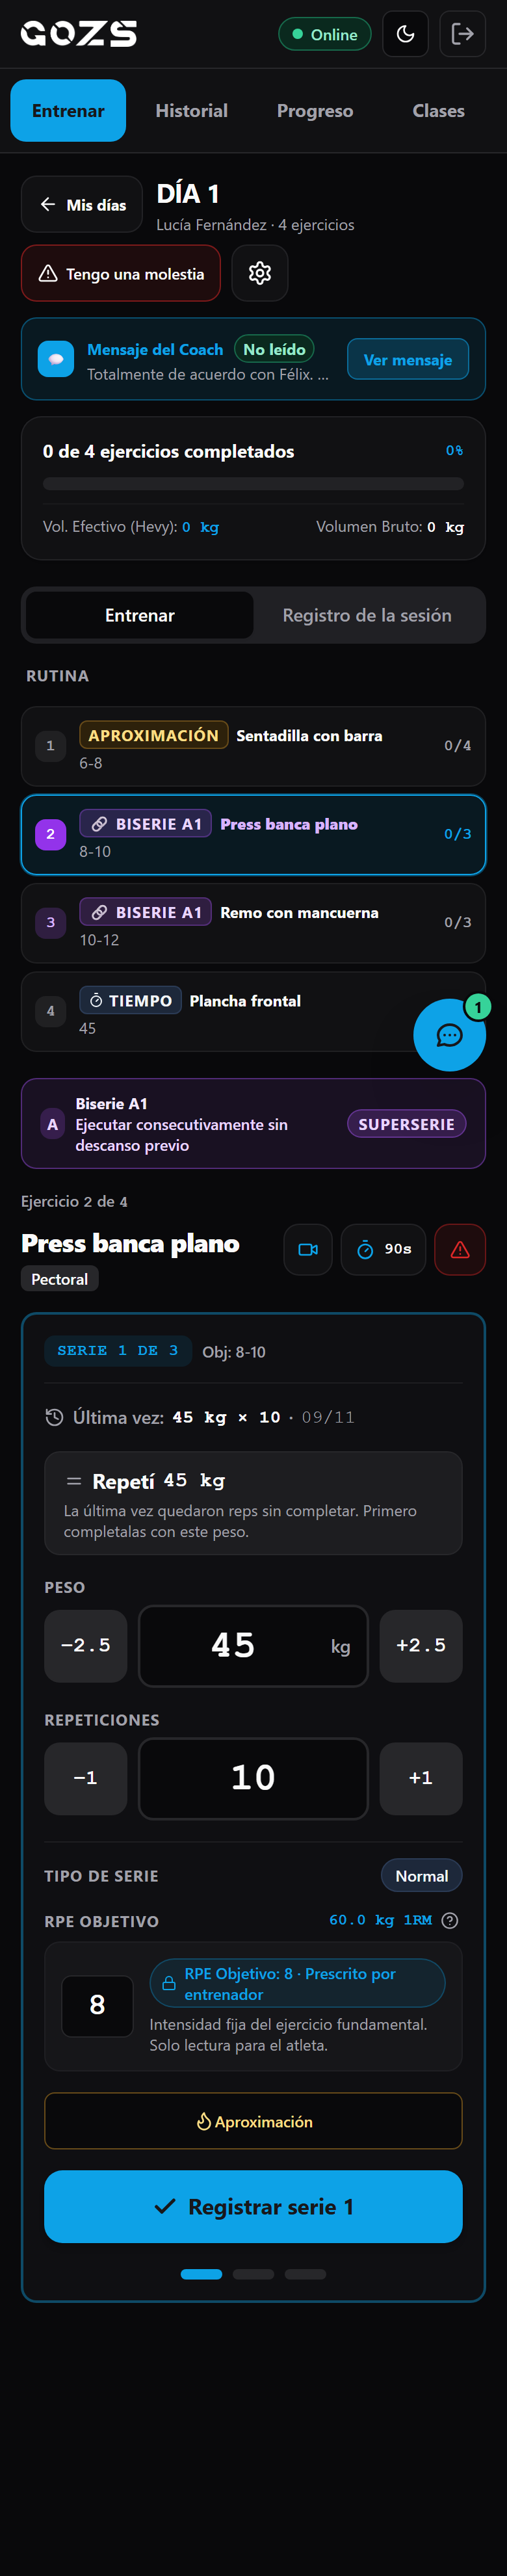 GOZS
Online
Entrenar
Historial
Progreso
Clases
Mis días
DÍA 1
Lucía Fernández · 4 ejercicios
Tengo una molestia
Mensaje del Coach
No leído
Totalmente de acuerdo con Félix. ...
Ver mensaje
0 de 4 ejercicios completados
0%
Vol. Efectivo (Hevy): 0 kg
Volumen Bruto: 0 kg
Entrenar
Registro de la sesión
RUTINA
1
APROXIMACIÓN
Sentadilla con barra
6-8
0/4
2
BISERIE A1
Press banca plano
8-10
0/3
3
BISERIE A1
Remo con mancuerna
10-12
0/3
4
TIEMPO
Plancha frontal
45
1
A
Biserie A1
Ejecutar consecutivamente sin
descanso previo
SUPERSERIE
Ejercicio 2 de 4
Press banca plano
90s
Pectoral
SERIE 1 DE 3
Obj: 8-10
Última vez: 45 kg × 10 · 09/11
Repetí 45 kg
La última vez quedaron reps sin completar. Primero
completalas con este peso.
PESO
−2.5
45
kg
+2.5
REPETICIONES
−1
10
+1
TIPO DE SERIE
Normal
RPE OBJETIVO
60.0 kg 1RM
8
RPE Objetivo: 8 · Prescrito por
entrenador
Intensidad fija del ejercicio fundamental.
Solo lectura para el atleta.
Aproximación
Registrar serie 1